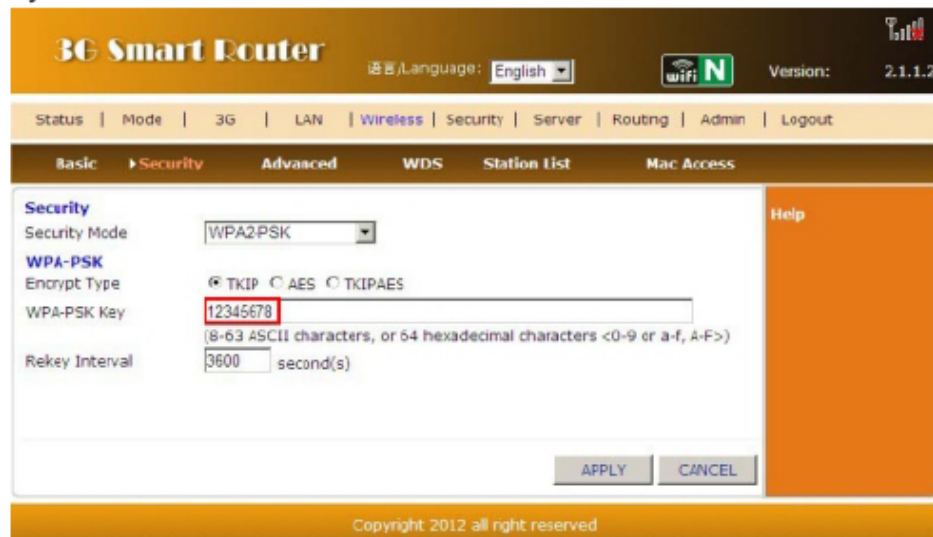 3G Smart Router
语言/Language: English
wifi N
Version: 2.1.1.2
Status | Mode | 3G | LAN | Wireless | Security | Server | Routing | Admin | Logout
Basic Security Advanced WDS Station List Mac Access
Security
Help
Security Mode WPA2-PSK
WPA-PSK
Encrypt Type TKIP AES TKIPAES
WPA-PSK Key 12345678
(8-63 ASCII characters, or 64 hexadecimal characters <0-9 or a-f, A-F>)
Rekey Interval 3600 second(s)
APPLY CANCEL
Copyright 2012 all right reserved